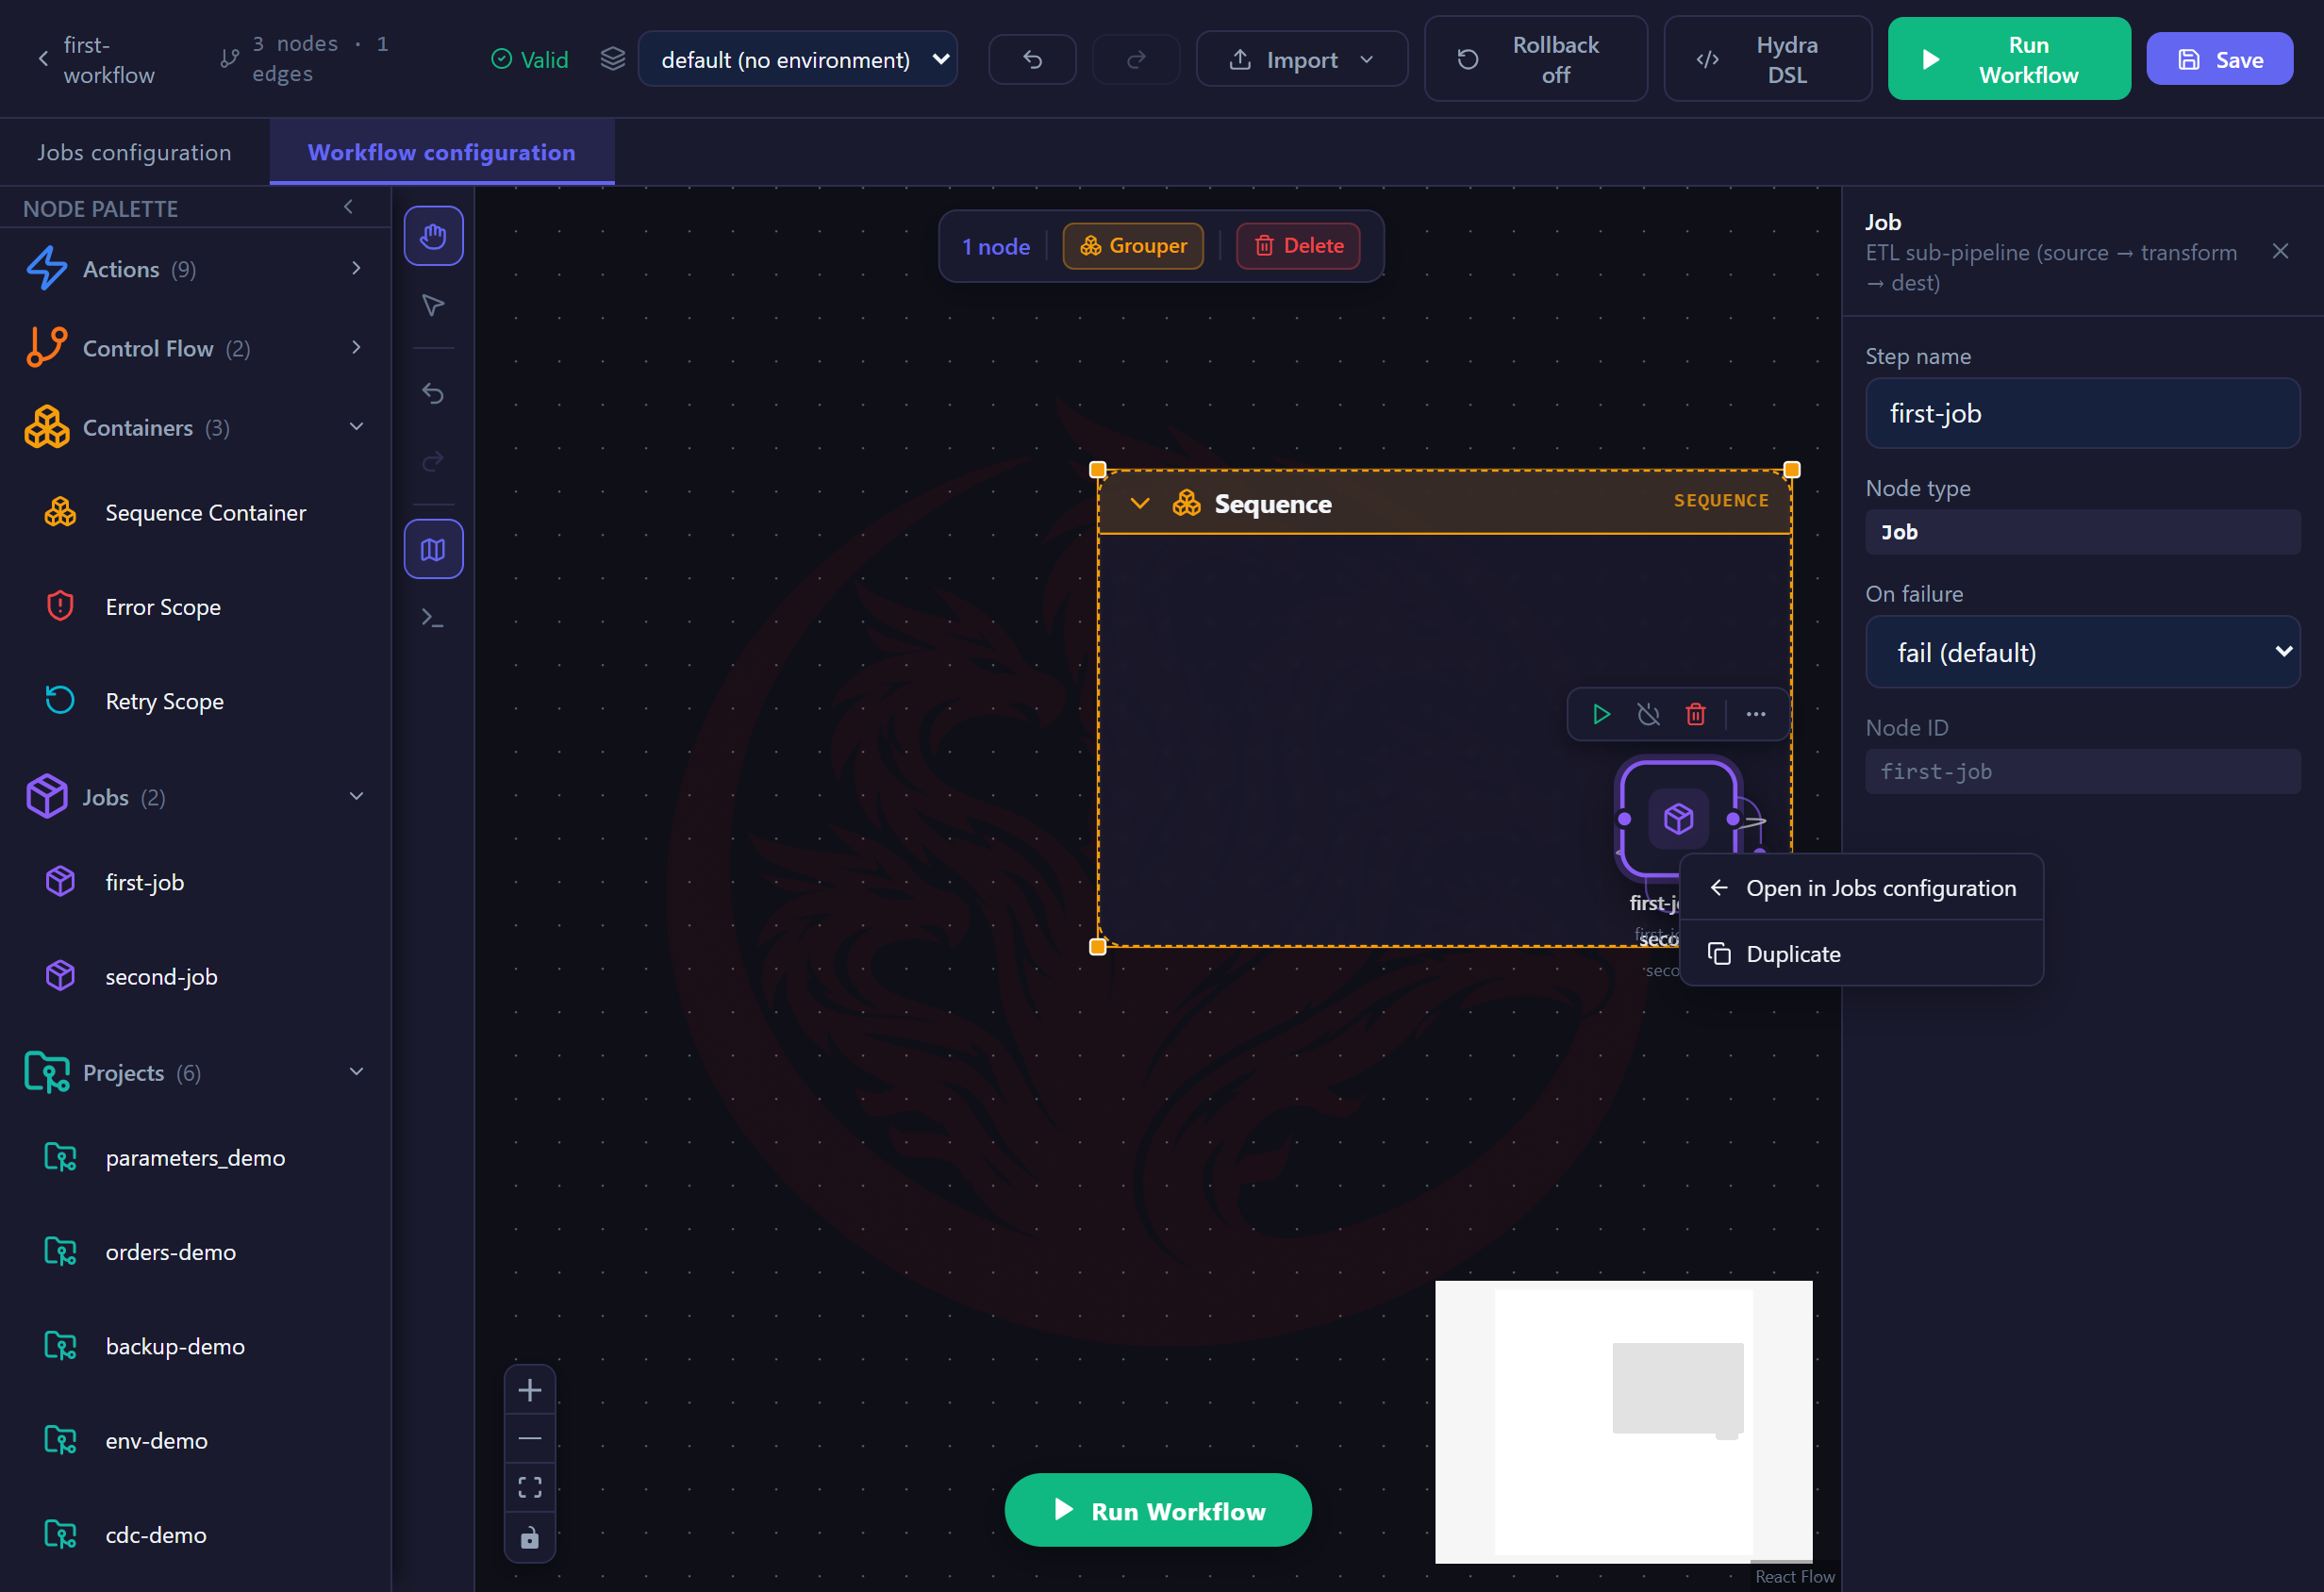 first-
workflow
3 nodes · 1
edges
Valid
default (no environment)
Import
Rollback
off
Hydra
DSL
Run
Workflow
Save
Jobs configuration
Workflow configuration
NODE PALETTE
Actions (9)
Control Flow (2)
Containers (3)
Sequence Container
Error Scope
Retry Scope
Jobs (2)
first-job
second-job
Projects (6)
parameters_demo
orders-demo
backup-demo
env-demo
cdc-demo
1 node
Grouper
Delete
Sequence
SEQUENCE
Open in Jobs configuration
Duplicate
Run Workflow
React Flow
Job
ETL sub-pipeline (source → transform
→ dest)
Step name
first-job
Node type
Job
On failure
fail (default)
Node ID
first-job